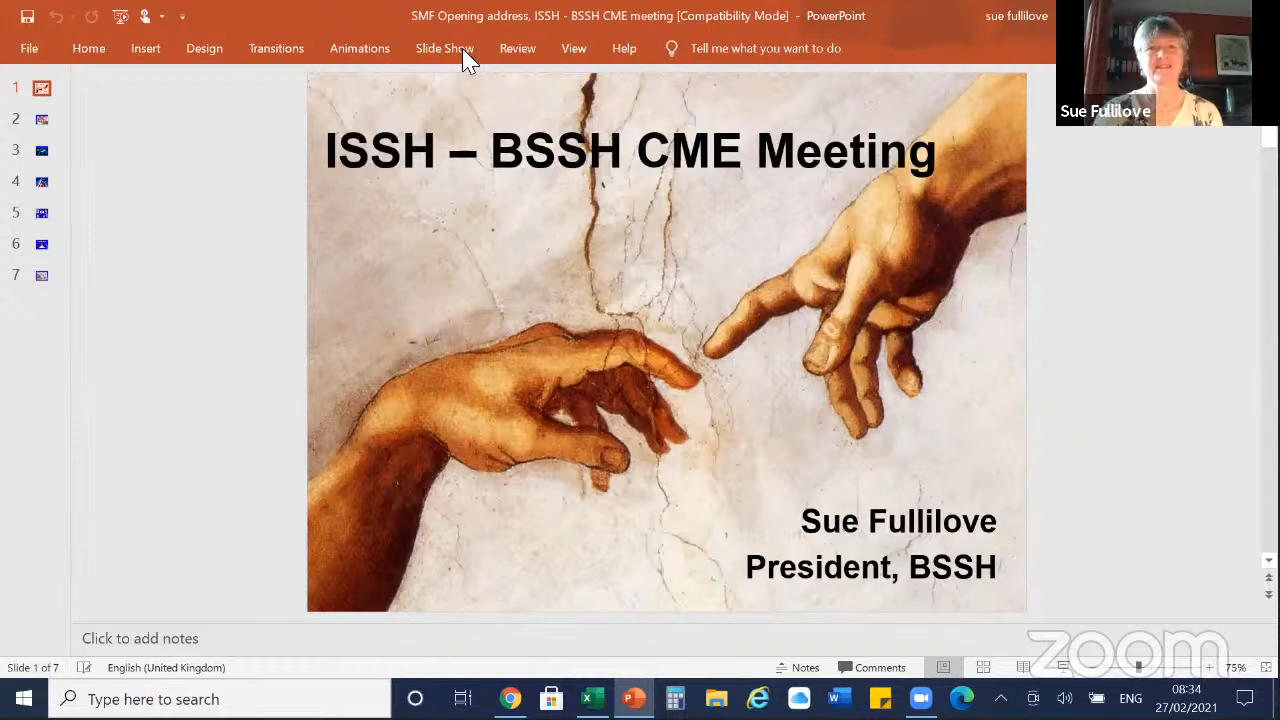 SMF Opening address, ISSH - BSSH CME meeting [Compatibility Mode] - PowerPoint
sue fullilove
File Home Insert Design Transitions Animations Slide Show Review View Help Tell me what you want to do
Sue Fullilove
1
2
3
4
5
6
7
ISSH – BSSH CME Meeting
Sue Fullilove
President, BSSH
Click to add notes
zoom
Slide 1 of 7 English (United Kingdom) Notes Comments 75%
Type here to search
ENG
08:34
27/02/2021